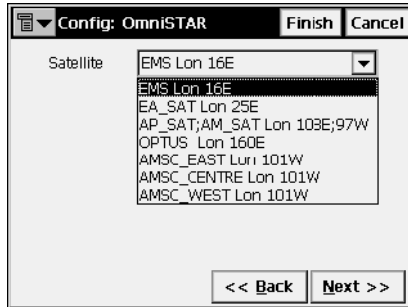 Config: OmniSTAR Finish Cancel
Satellite EMS Lon 16E
EMS Lon 16E
EA_SAT Lon 25E
AP_SAT;AM_SAT Lon 108E;97W
OPTUS Lon 160E
AMSC_EAST Lon 101W
AMSC_CENTRE Lon 101W
AMSC_WEST Lon 101W
<< Back Next >>